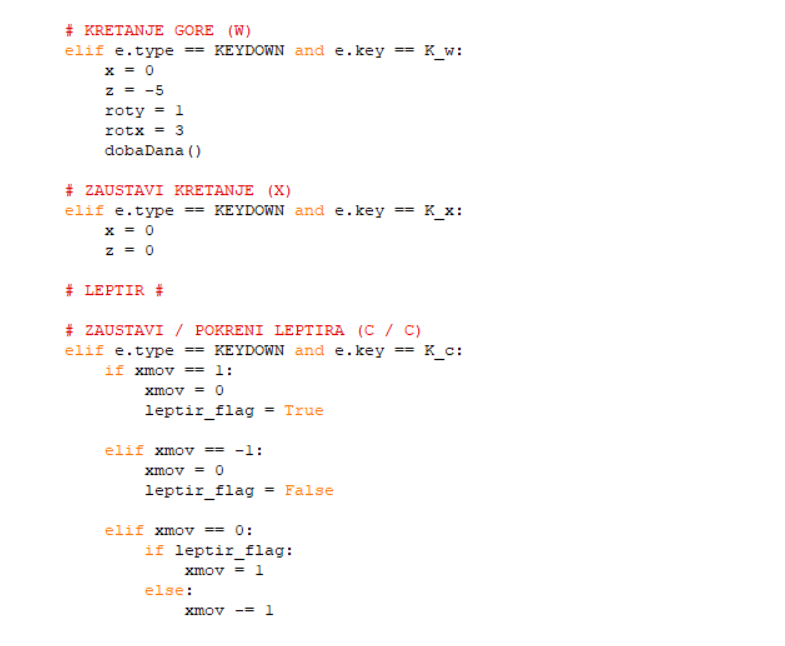 # KRETANJE GORE (W)
elif e.type == KEYDOWN and e.key == K_w:
    x = 0
    z = -5
    roty = 1
    rotx = 3
    dobaDana()

# ZAUSTAVI KRETANJE (X)
elif e.type == KEYDOWN and e.key == K_x:
    x = 0
    z = 0

# LEPTIR #

# ZAUSTAVI / POKRENI LEPTIRA (C / C)
elif e.type == KEYDOWN and e.key == K_c:
    if xmov == 1:
        xmov = 0
        leptir_flag = True

    elif xmov == -1:
        xmov = 0
        leptir_flag = False

    elif xmov == 0:
        if leptir_flag:
            xmov = 1
        else:
            xmov -= 1